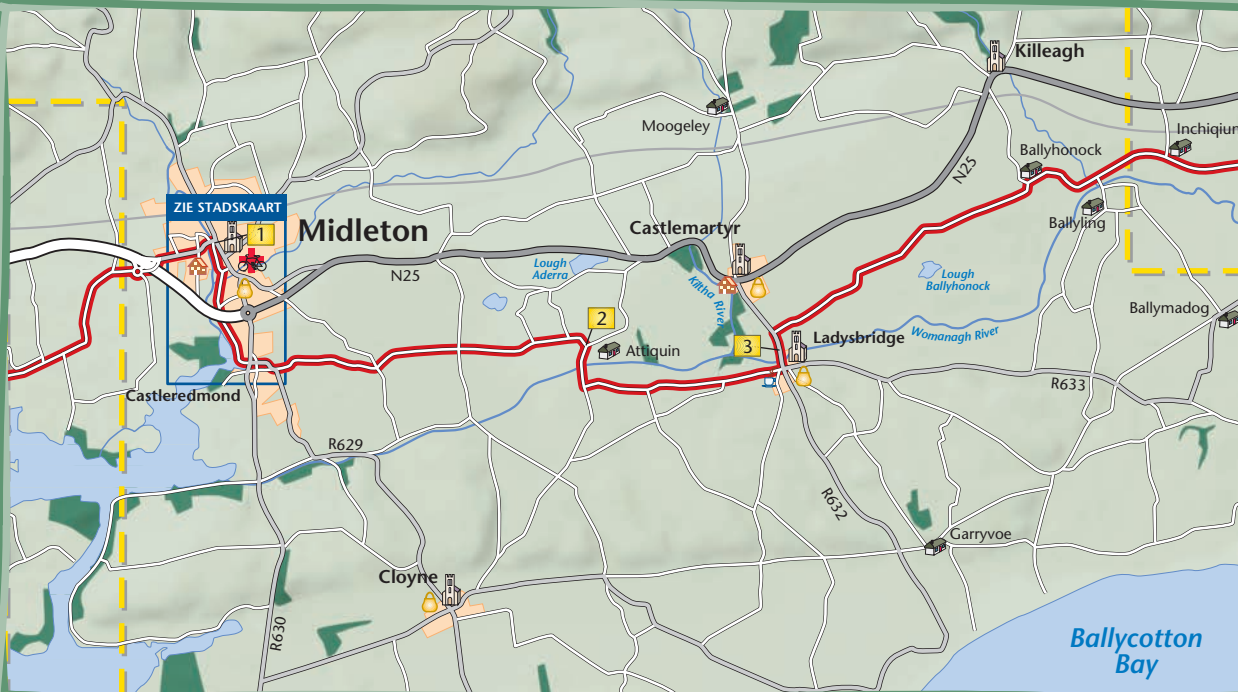 Killeagh
Moogeley
Inchiqiun
Ballyhonock
N25
ZIE STADSKAART
1
Midleton
Castlemartyr
Ballyling
N25
Lough
Aderra
Kiltha River
Lough
Ballyhonock
Ballymadog
2
Womanagh River
3
Ladysbridge
Attiquin
R633
Castleredmond
R629
R632
Garryvoe
Cloyne
R630
Ballycotton
Bay